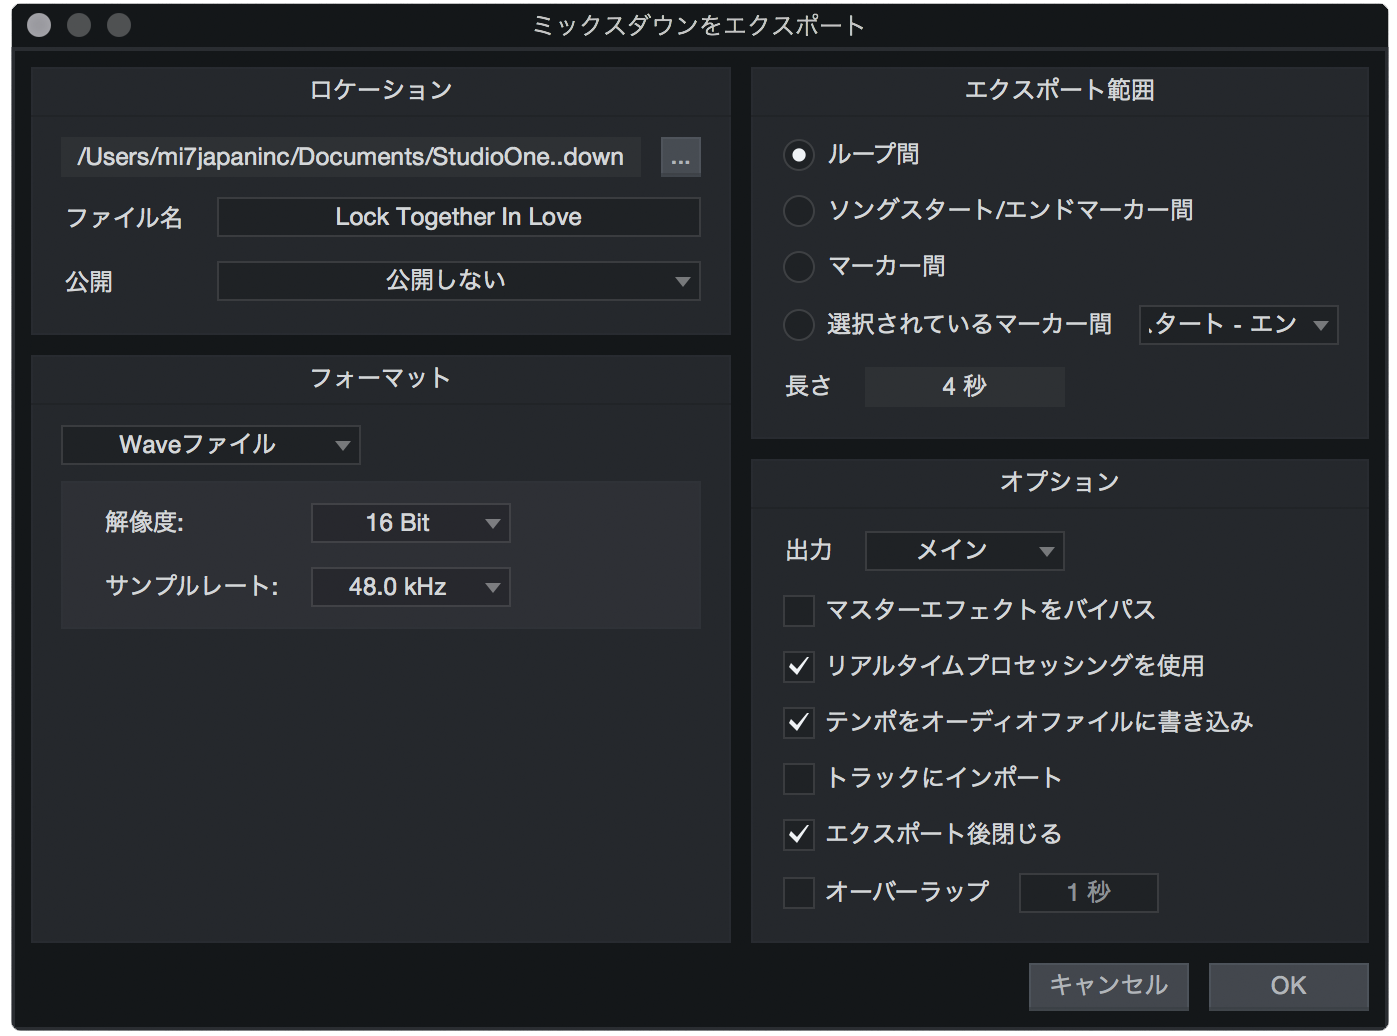 ミックスダウンをエクスポート
ロケーション
/Users/mi7japaninc/Documents/StudioOne..down
...
ファイル名 Lock Together In Love
公開 公開しない
フォーマット
Waveファイル
解像度: 16 Bit
サンプルレート: 48.0 kHz
エクスポート範囲
ループ間
ソングスタート/エンドマーカー間
マーカー間
選択されているマーカー間 .タート - エン
長さ 4 秒
オプション
出力 メイン
マスターエフェクトをバイパス
リアルタイムプロセッシングを使用
テンポをオーディオファイルに書き込み
トラックにインポート
エクスポート後閉じる
オーバーラップ 1 秒
キャンセル OK